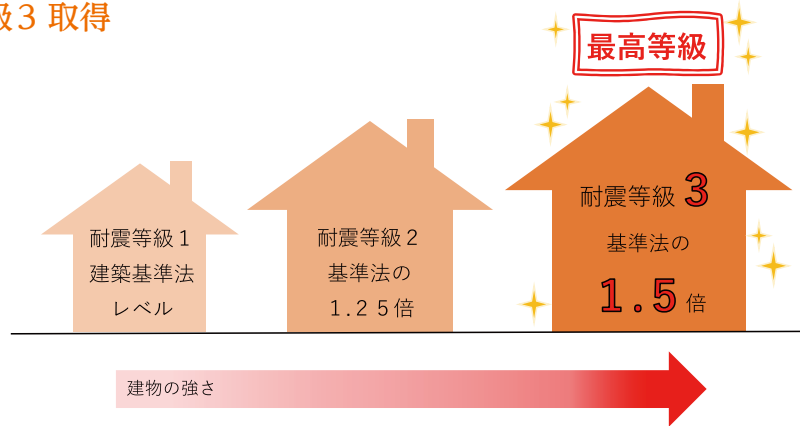 級3 取得
最高等級
耐震等級1
建築基準法
レベル
耐震等級2
基準法の
1.25倍
耐震等級 3
基準法の
1.5 倍
建物の強さ